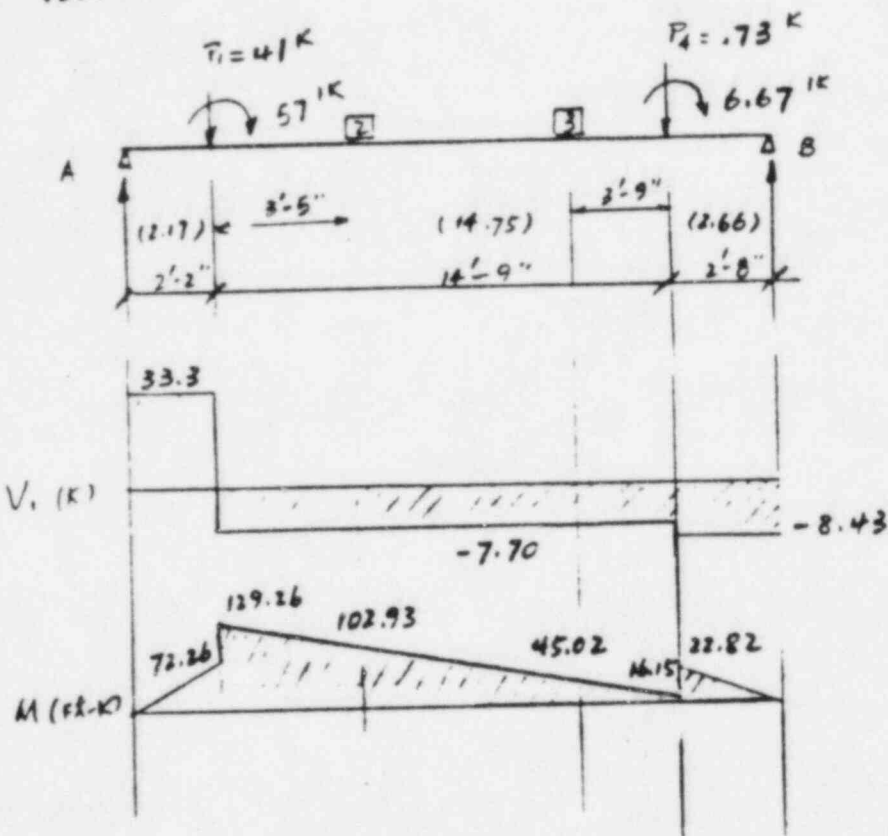 P₁ = 41 K
P₄ = .73 K
57 'K
6.67 'K
2
3
A
B
3'-5"
3'-9"
(2.17)
(14.75)
(2.66)
2'-2"
14'-9"
2'-8"
33.3
V. (K)
-7.70
-8.43
129.26
102.93
72.26
45.02
16.15
22.82
M (Ft-K)